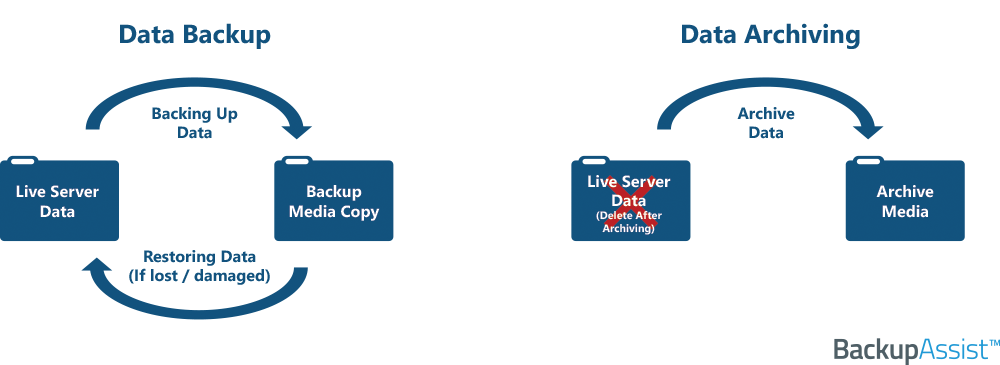 Data Backup
Backing Up
Data
Live Server
Data
Backup
Media Copy
Restoring Data
(If lost / damaged)
Data Archiving
Archive
Data
Live Server
Data
(Delete After
Archiving)
Archive
Media
BackupAssist™